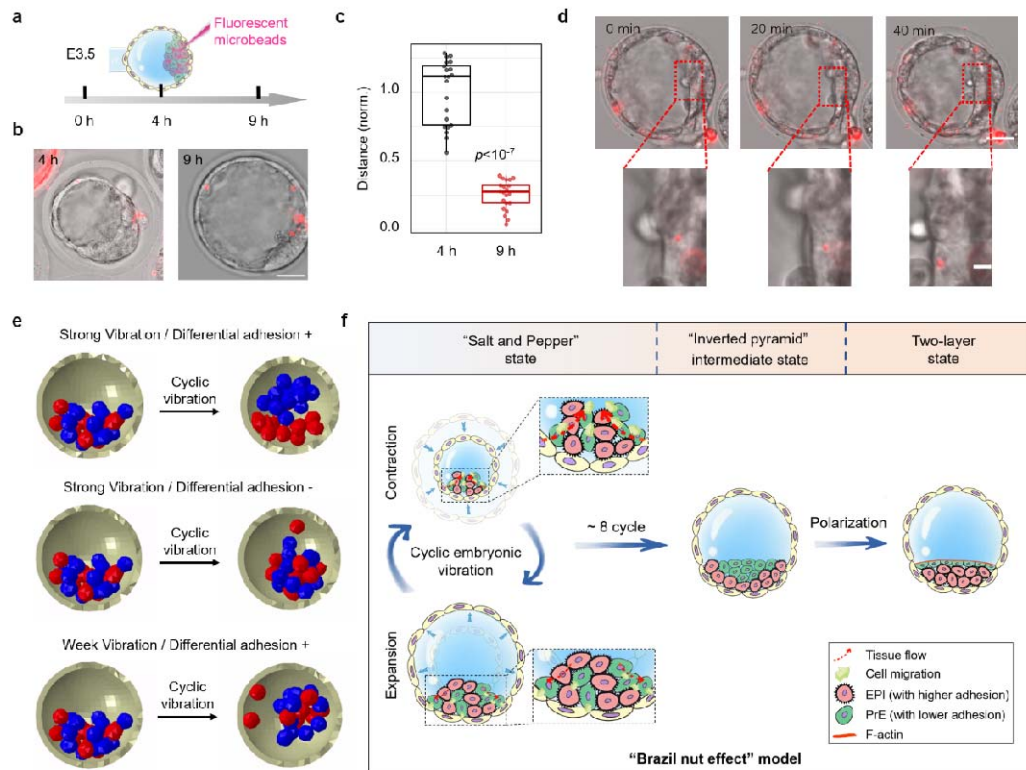 a
Fluorescent
microbeads
E3.5
0 h
4 h
9 h
b
4 h
9 h
c
Distance (norm.)
1.0
0.5
0.0
p<10-7
4 h
9 h
d
0 min
20 min
40 min
e
Strong Vibration / Differential adhesion +
Cyclic
vibration
Strong Vibration / Differential adhesion -
Cyclic
vibration
Week Vibration / Differential adhesion +
Cyclic
vibration
f
“Salt and Pepper”
state
“Inverted pyramid”
intermediate state
Two-layer
state
Contraction
Cyclic embryonic
vibration
Expansion
~ 8 cycle
Polarization
Tissue flow
Cell migration
EPI (with higher adhesion)
PrE (with lower adhesion)
F-actin
“Brazil nut effect” model